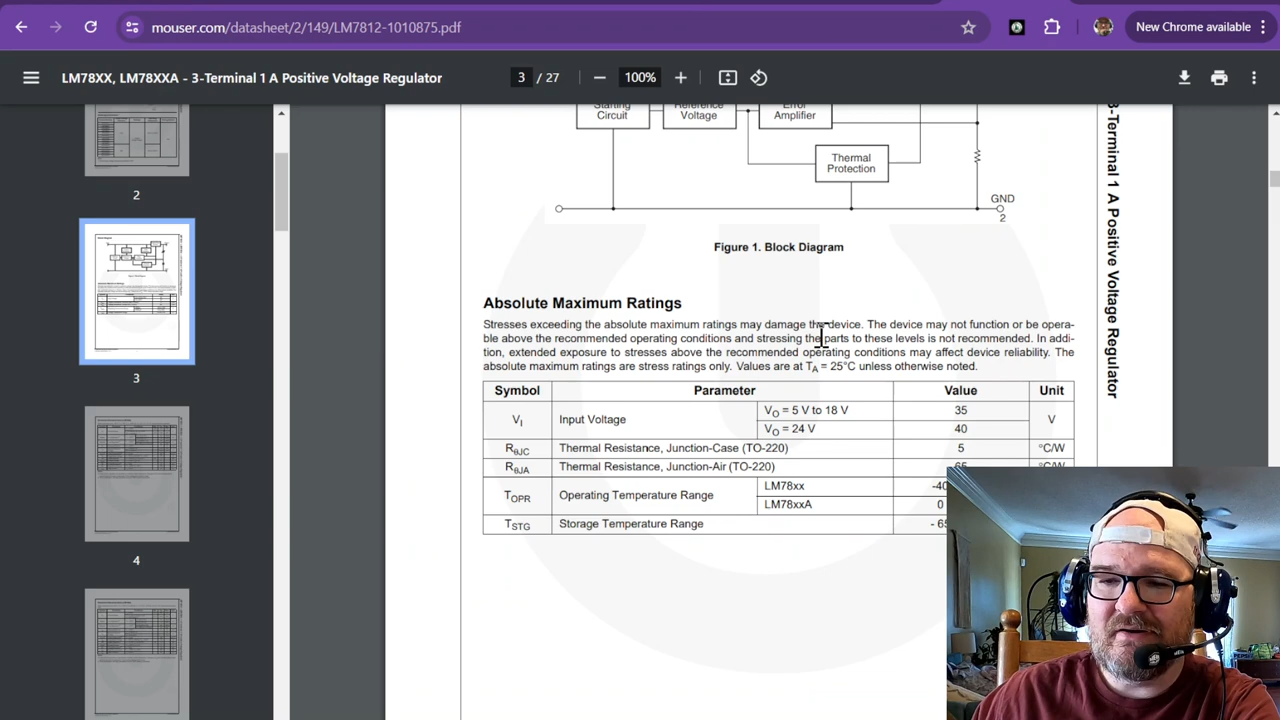 mouser.com/datasheet/2/149/LM7812-1010875.pdf
New Chrome available
LM78XX, LM78XXA - 3-Terminal 1 A Positive Voltage Regulator
3 / 27
100%
2
3
4
Starting
Circuit
Reference
Voltage
Error
Amplifier
Thermal
Protection
GND
2
Figure 1. Block Diagram
3-Terminal 1 A Positive Voltage Regulator
Absolute Maximum Ratings
Stresses exceeding the absolute maximum ratings may damage the device. The device may not function or be opera-
ble above the recommended operating conditions and stressing the parts to these levels is not recommended. In addi-
tion, extended exposure to stresses above the recommended operating conditions may affect device reliability. The
absolute maximum ratings are stress ratings only. Values are at TA = 25°C unless otherwise noted.
Symbol Parameter Value Unit
VI Input Voltage VO = 5 V to 18 V 35 V
VO = 24 V 40
RθJC Thermal Resistance, Junction-Case (TO-220) 5 °C/W
RθJA Thermal Resistance, Junction-Air (TO-220) 65 °C/W
TOPR Operating Temperature Range LM78xx -40
LM78xxA 0
TSTG Storage Temperature Range - 65